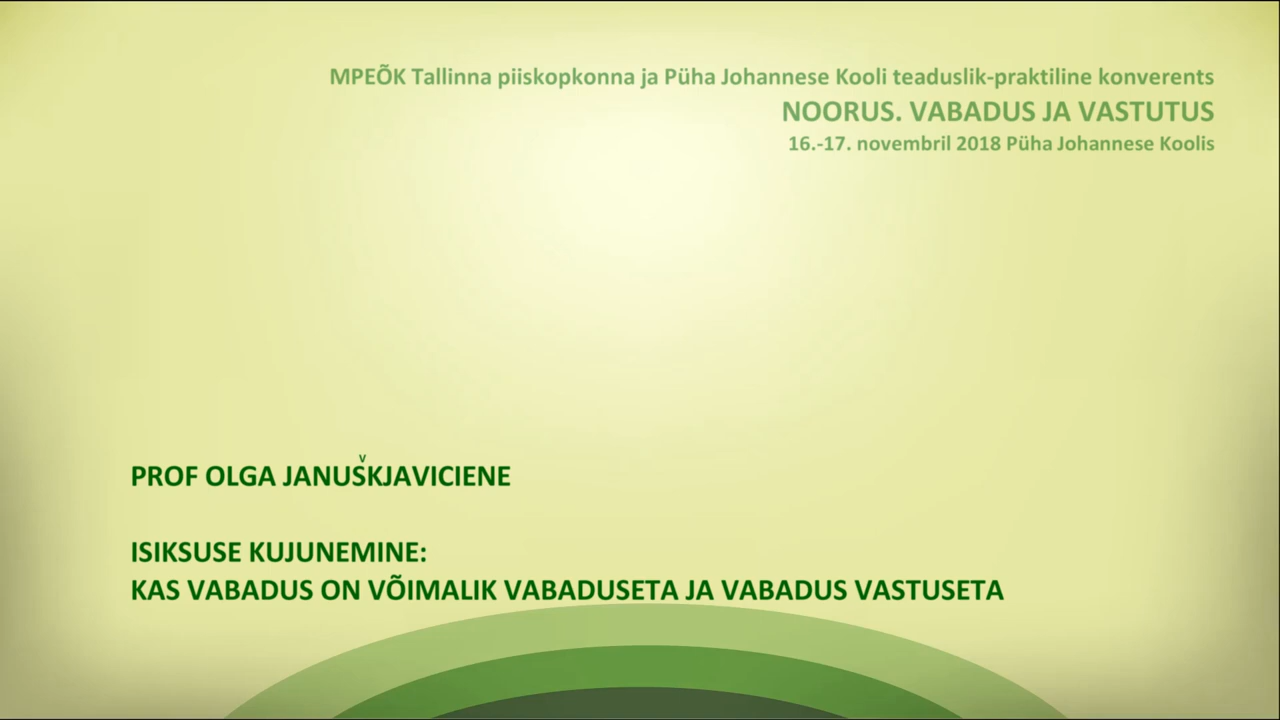 MPEÕK Tallinna piiskopkonna ja Püha Johannese Kooli teaduslik-praktiline konverents
NOORUS. VABADUS JA VASTUTUS
16.-17. novembril 2018 Püha Johannese Koolis
PROF OLGA JANUŠKJAVICIENE
ISIKSUSE KUJUNEMINE:
KAS VABADUS ON VÕIMALIK VABADUSETA JA VABADUS VASTUSETA